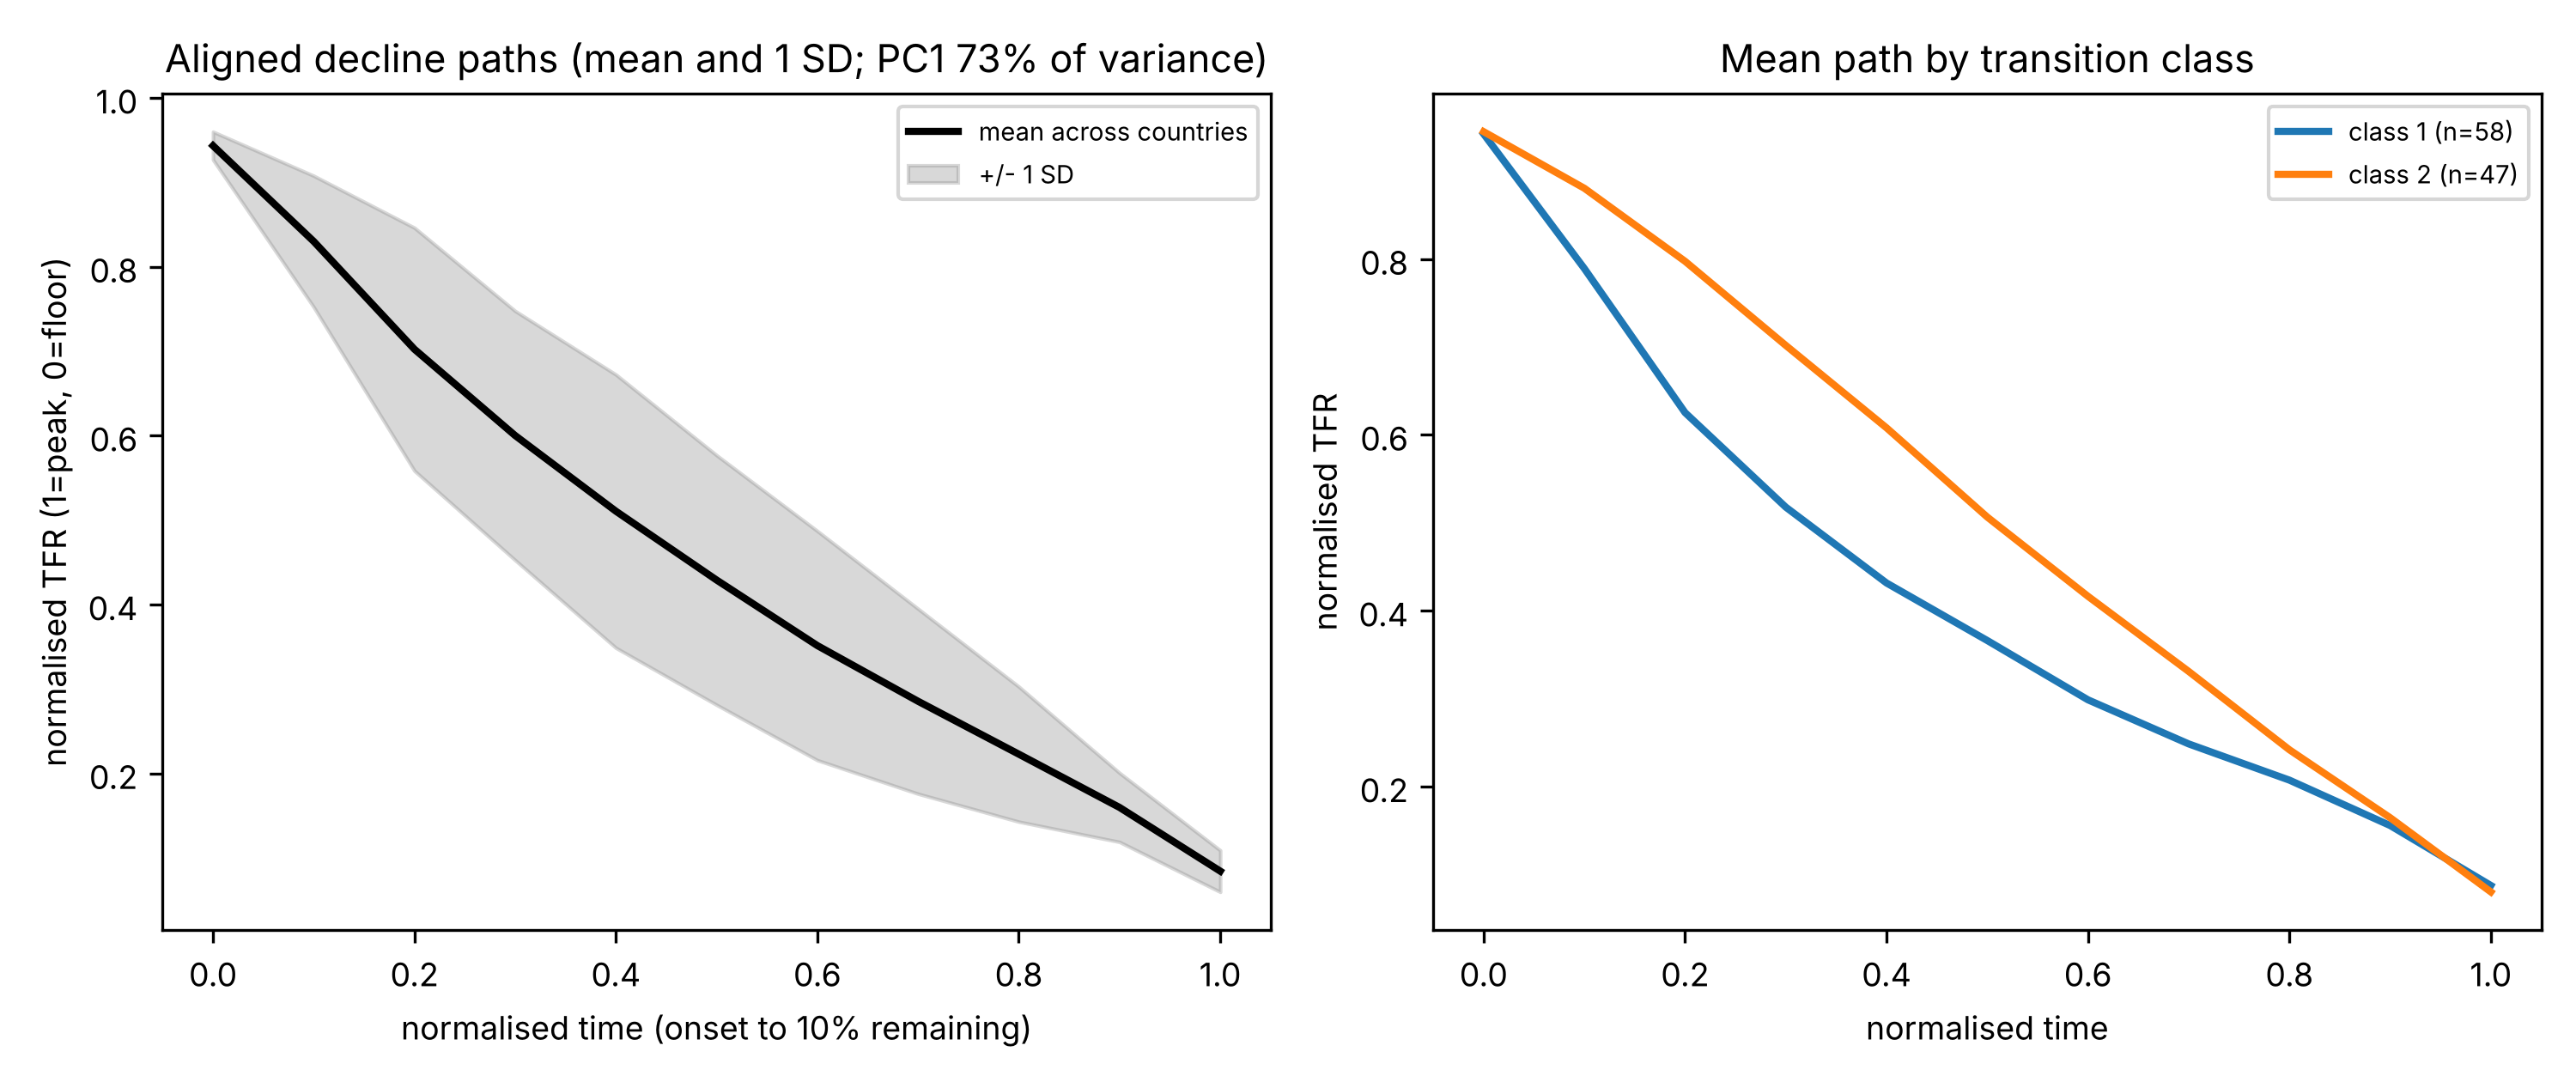 Aligned decline paths (mean and 1 SD; PC1 73% of variance)
normalised TFR (1=peak, 0=floor)
1.0
0.8
0.6
0.4
0.2
mean across countries
+/- 1 SD
0.0 0.2 0.4 0.6 0.8 1.0
normalised time (onset to 10% remaining)
Mean path by transition class
normalised TFR
0.8
0.6
0.4
0.2
class 1 (n=58)
class 2 (n=47)
0.0 0.2 0.4 0.6 0.8 1.0
normalised time